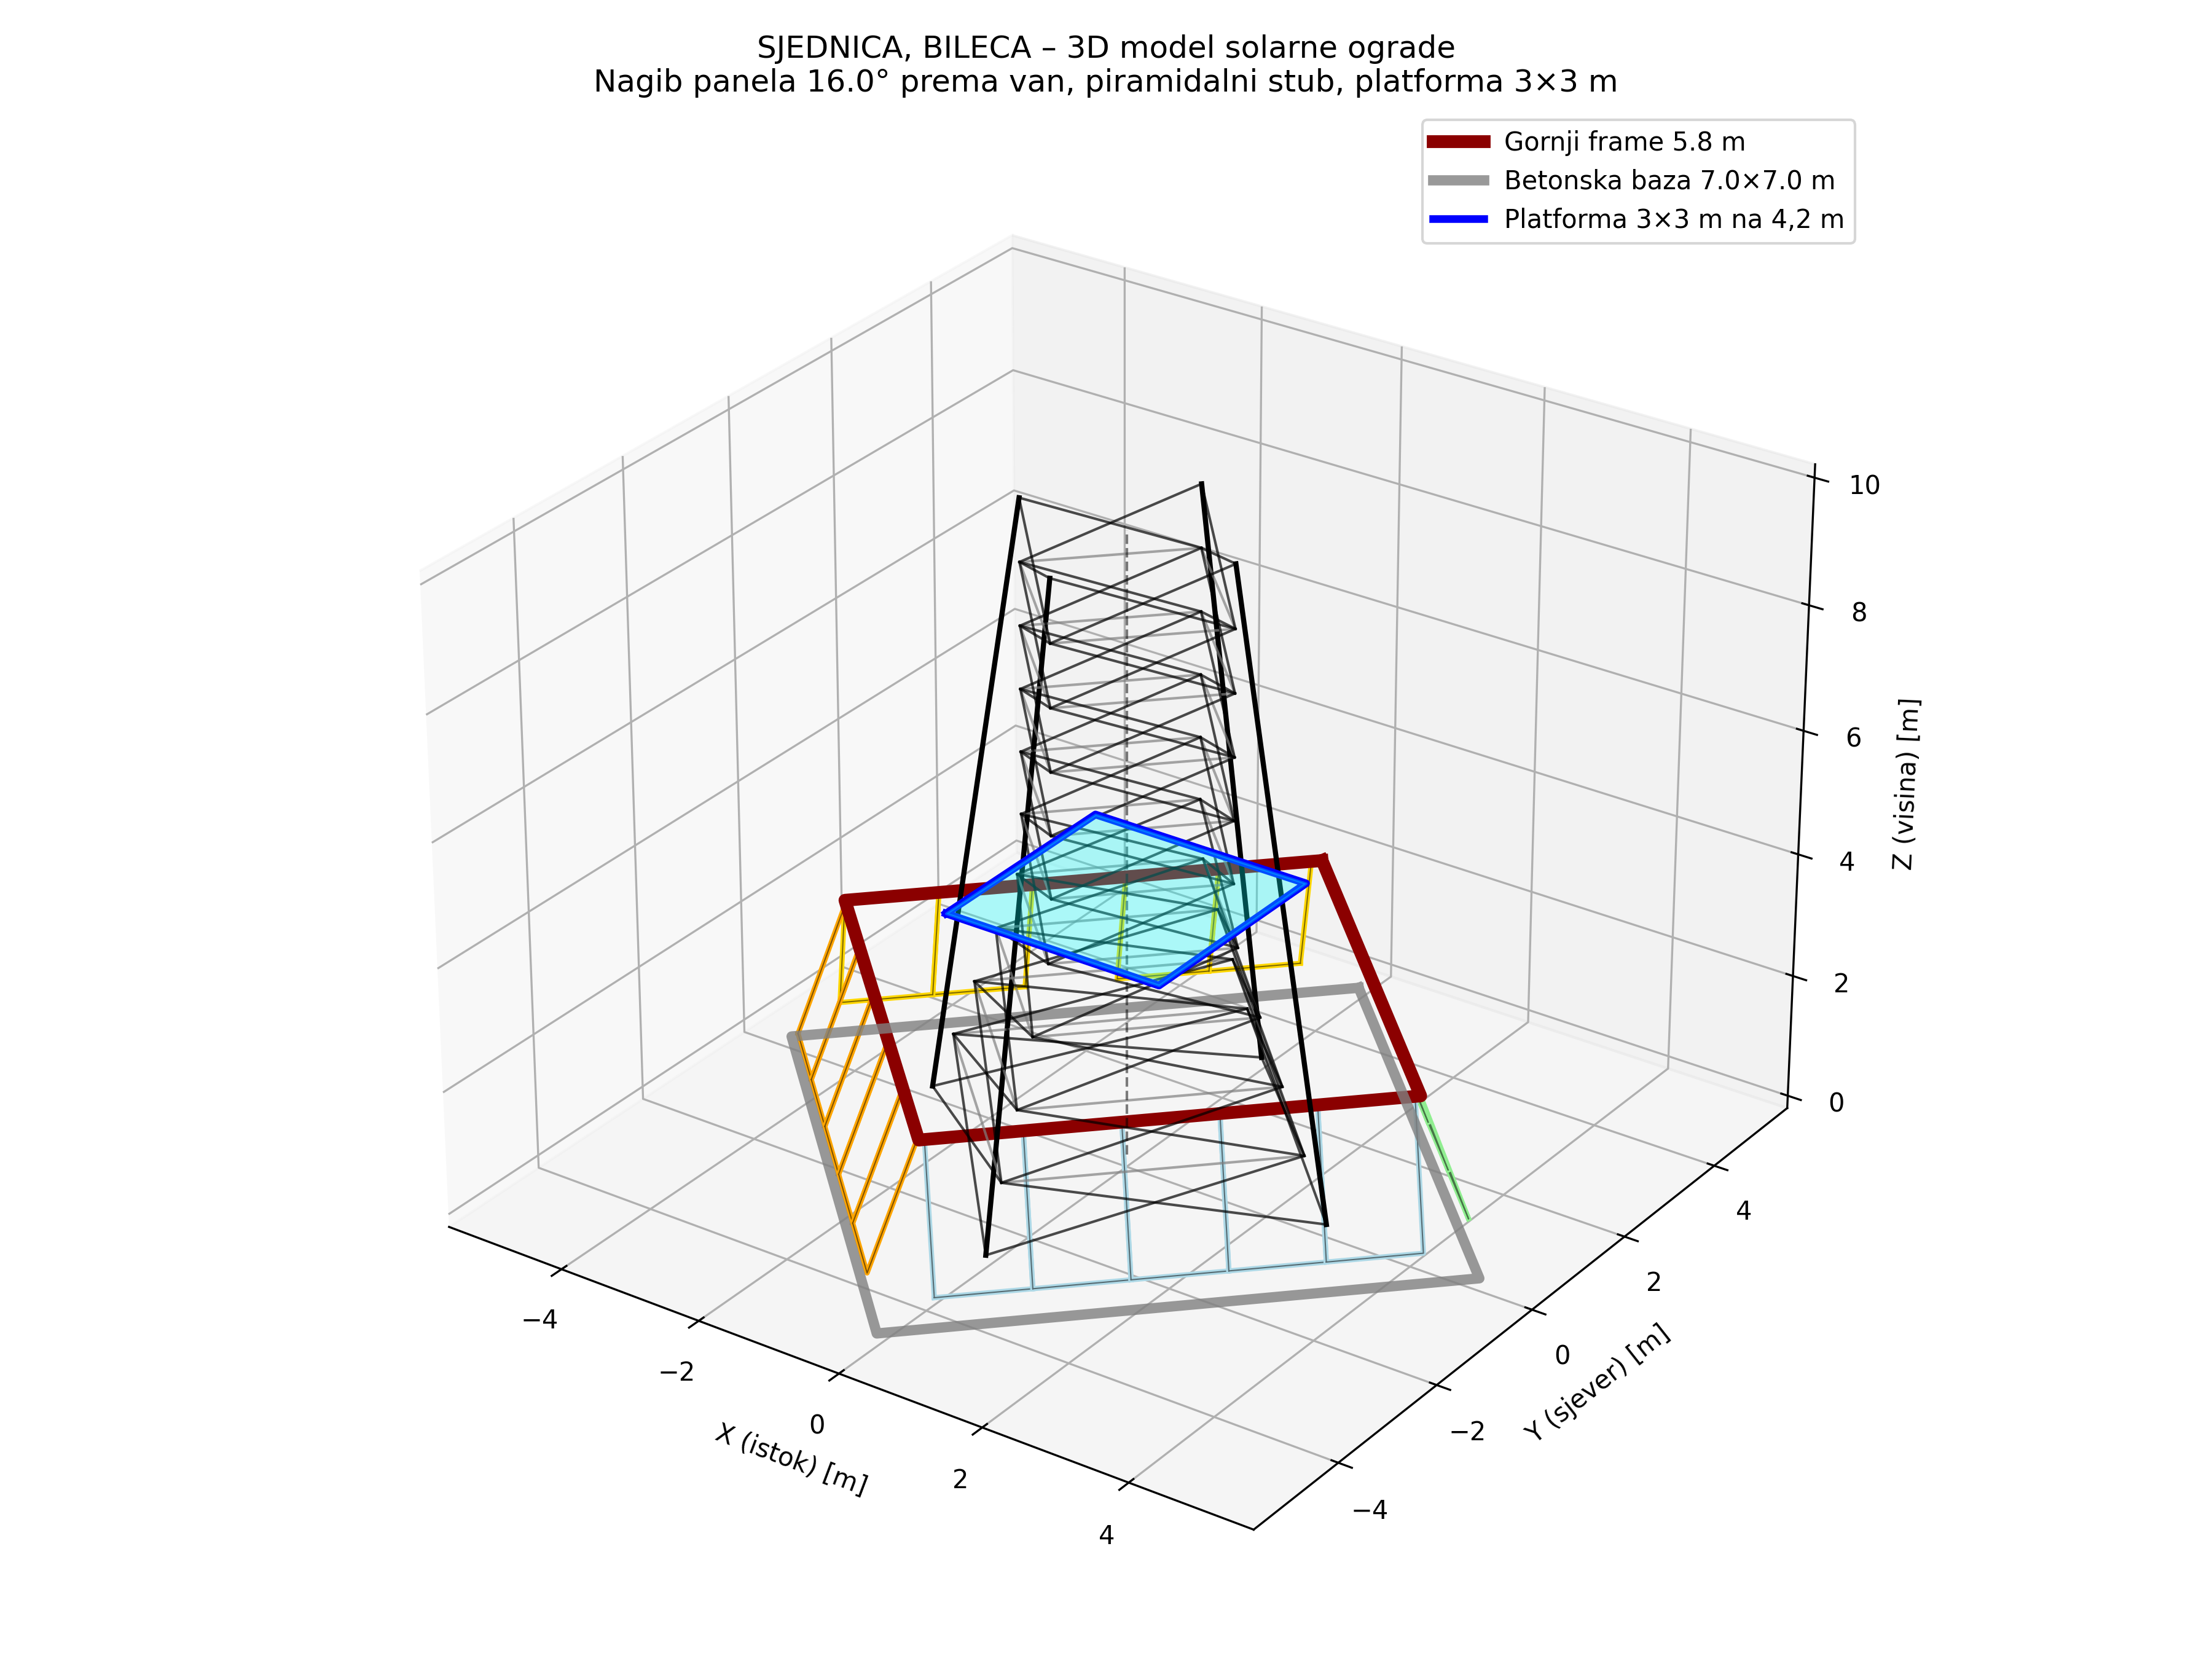 SJEDNICA, BILECA – 3D model solarne ograde
Nagib panela 16.0° prema van, piramidalni stub, platforma 3×3 m
Gornji frame 5.8 m
Betonska baza 7.0×7.0 m
Platforma 3×3 m na 4,2 m
10
8
6
4
2
0
Z (visina) [m]
−4
−2
0
2
4
X (istok) [m]
4
2
0
−2
−4
Y (sjever) [m]